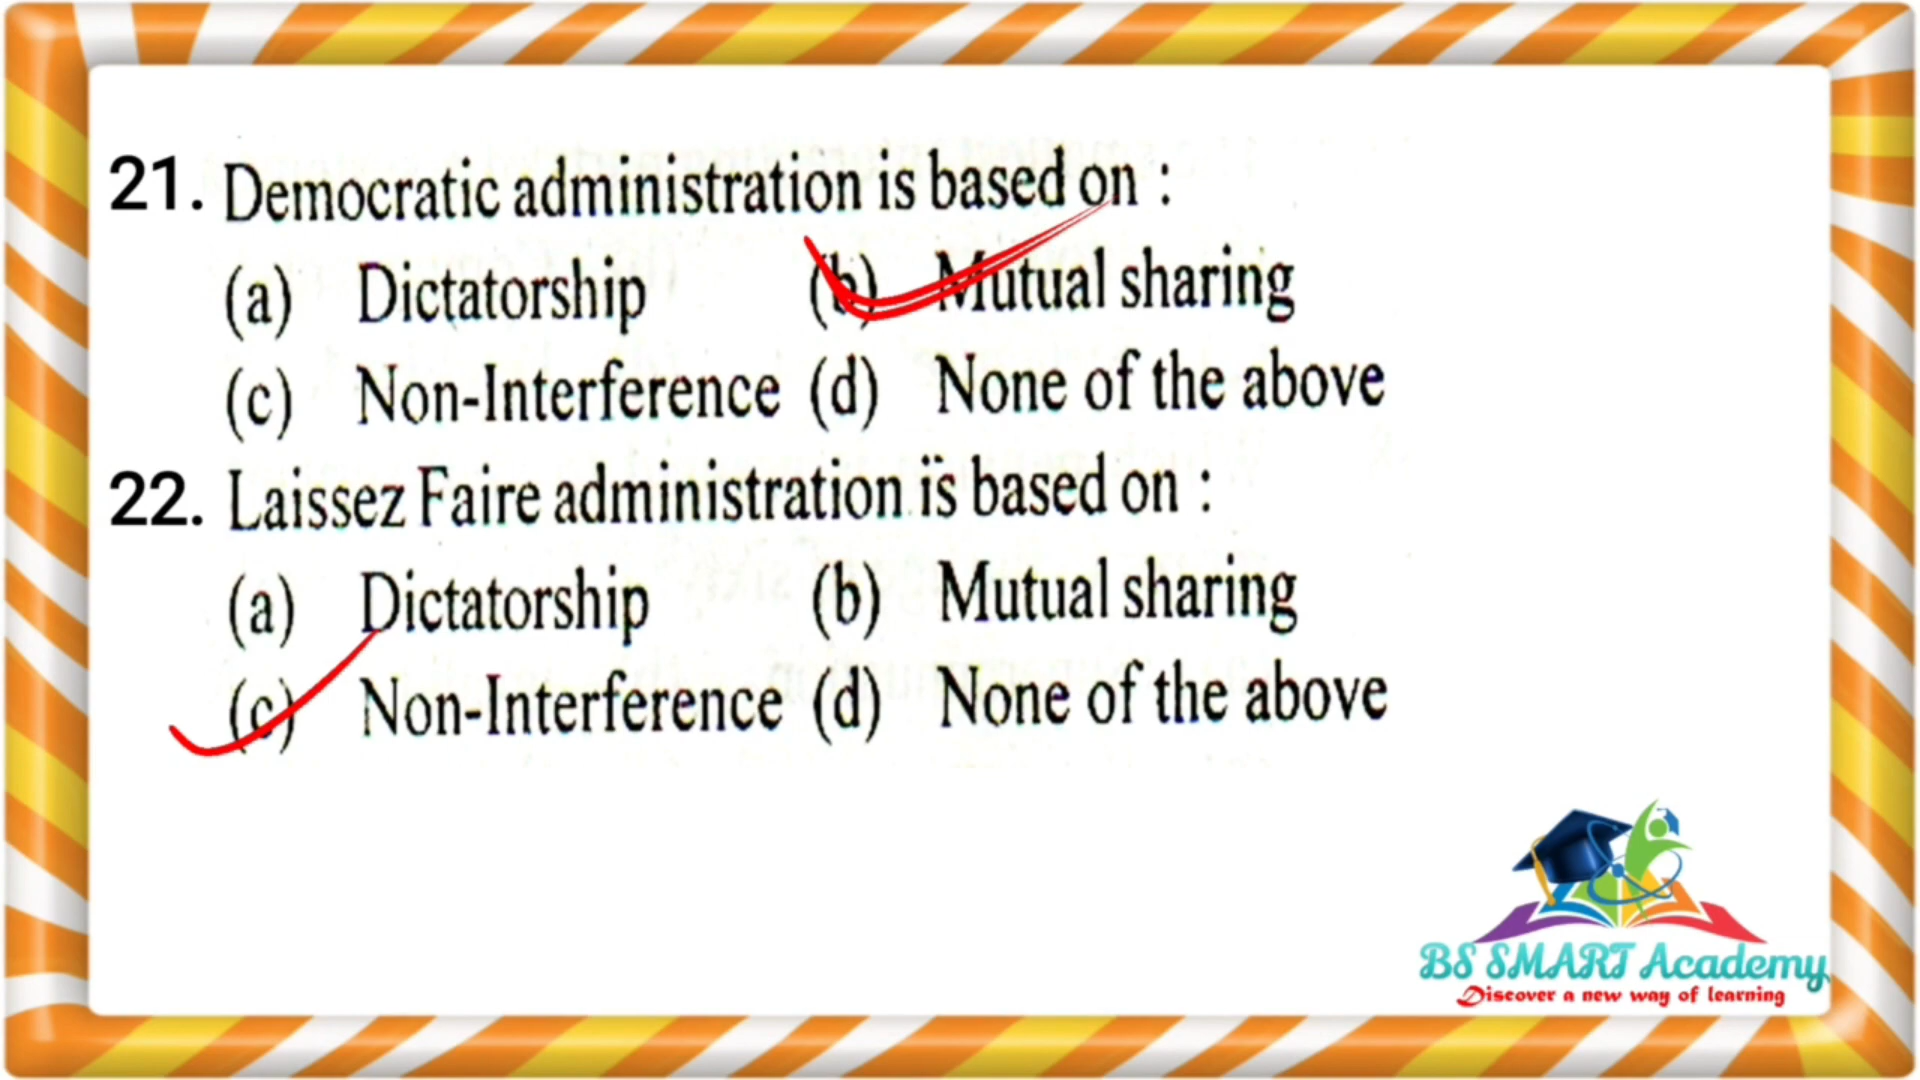 21. Democratic administration is based on :
(a) Dictatorship (b) Mutual sharing
(c) Non-Interference (d) None of the above
22. Laissez Faire administration is based on :
(a) Dictatorship (b) Mutual sharing
(c) Non-Interference (d) None of the above
BS SMART Academy
Discover a new way of learning